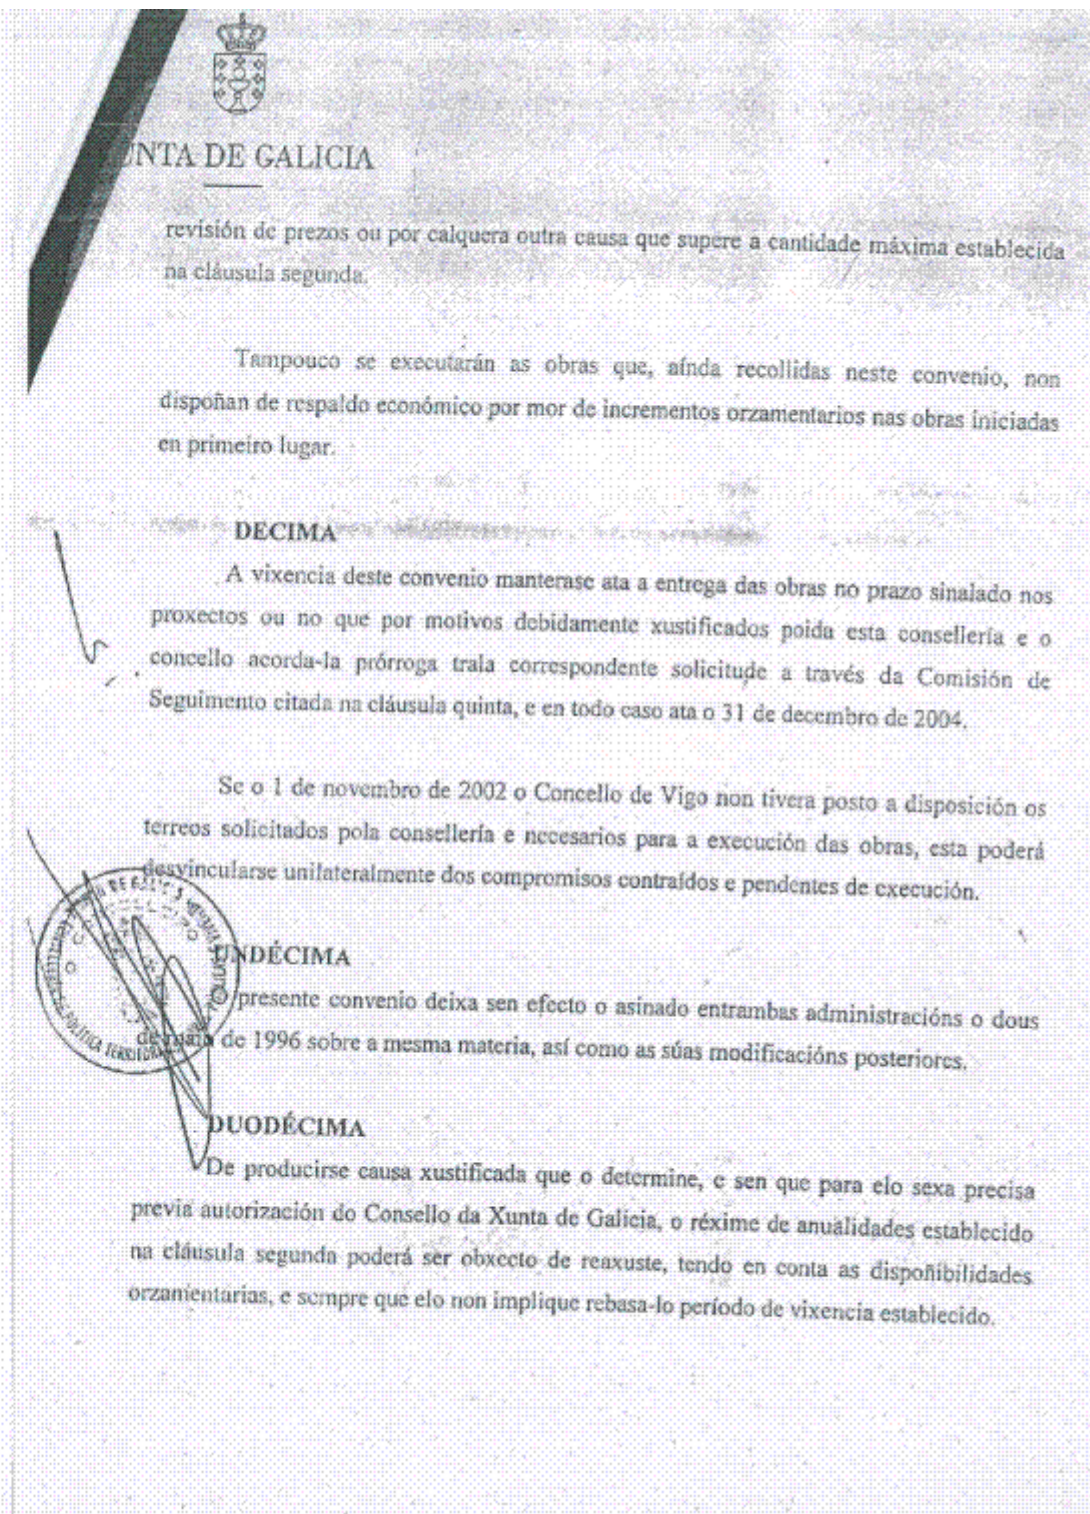 XUNTA DE GALICIA
revisión de prezos ou por calquera outra causa que supere a cantidade máxima establecida
na cláusula segunda.
Tampouco se executarán as obras que, aínda recollidas neste convenio, non
dispoñan de respaldo económico por mor de incrementos orzamentarios nas obras iniciadas
en primeiro lugar.
DECIMA
A vixencia deste convenio manterase ata a entrega das obras no prazo sinalado nos
proxectos ou no que por motivos debidamente xustificados poida esta consellería e o
concello acorda-la prórroga trala correspondente solicitude a través da Comisión de
Seguimento citada na cláusula quinta, e en todo caso ata o 31 de decembro de 2004.
Se o 1 de novembro de 2002 o Concello de Vigo non tivera posto a disposición os
terreos solicitados pola consellería e necesarios para a execución das obras, esta poderá
desvincularse unilateralmente dos compromisos contraídos e pendentes de execución.
UNDÉCIMA
O presente convenio deixa sen efecto o asinado entrambas administracións o dous
de maio de 1996 sobre a mesma materia, así como as súas modificacións posteriores.
DUODÉCIMA
De producirse causa xustificada que o determine, e sen que para elo sexa precisa
previa autorización do Consello da Xunta de Galicia, o réxime de anualidades establecido
na cláusula segunda poderá ser obxecto de reaxuste, tendo en conta as dispoñibilidades
orzamentarias, e sempre que elo non implique rebasa-lo período de vixencia establecido.
POLITICA